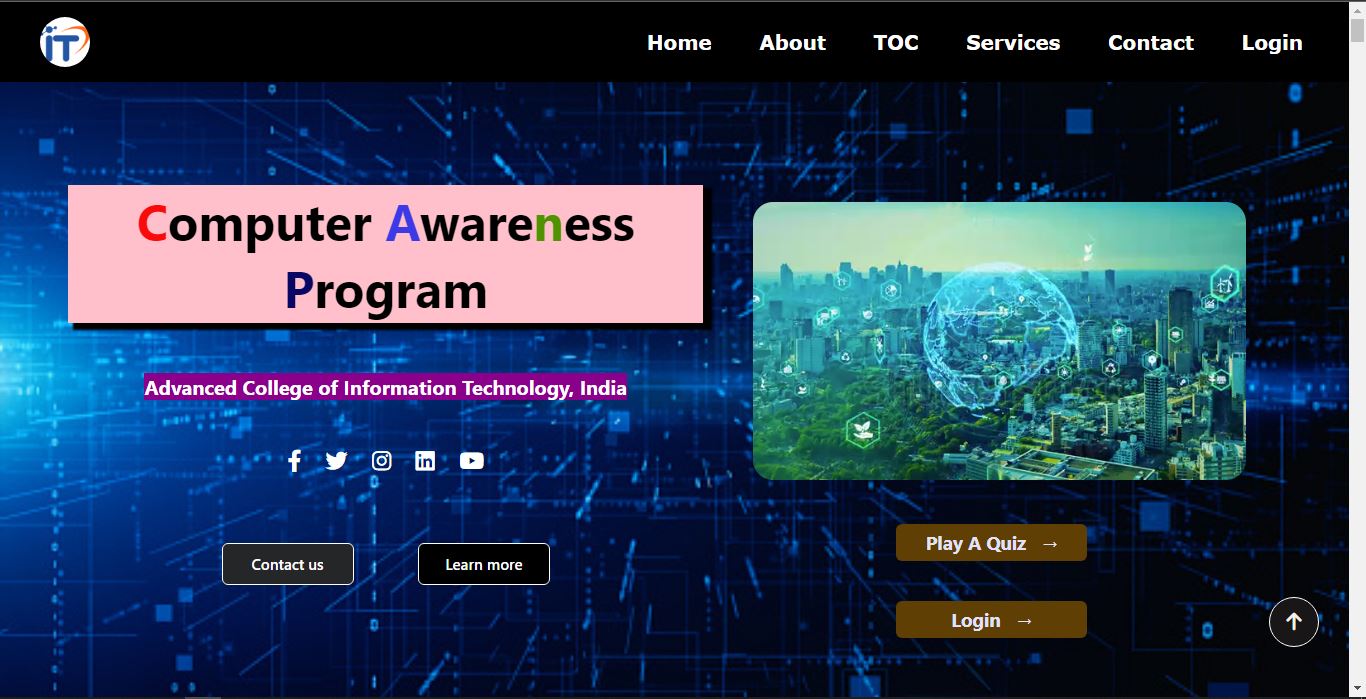 iT
Home About TOC Services Contact Login
Computer Awareness
Program
Advanced College of Information Technology, India
Contact us Learn more
Play A Quiz →
Login →